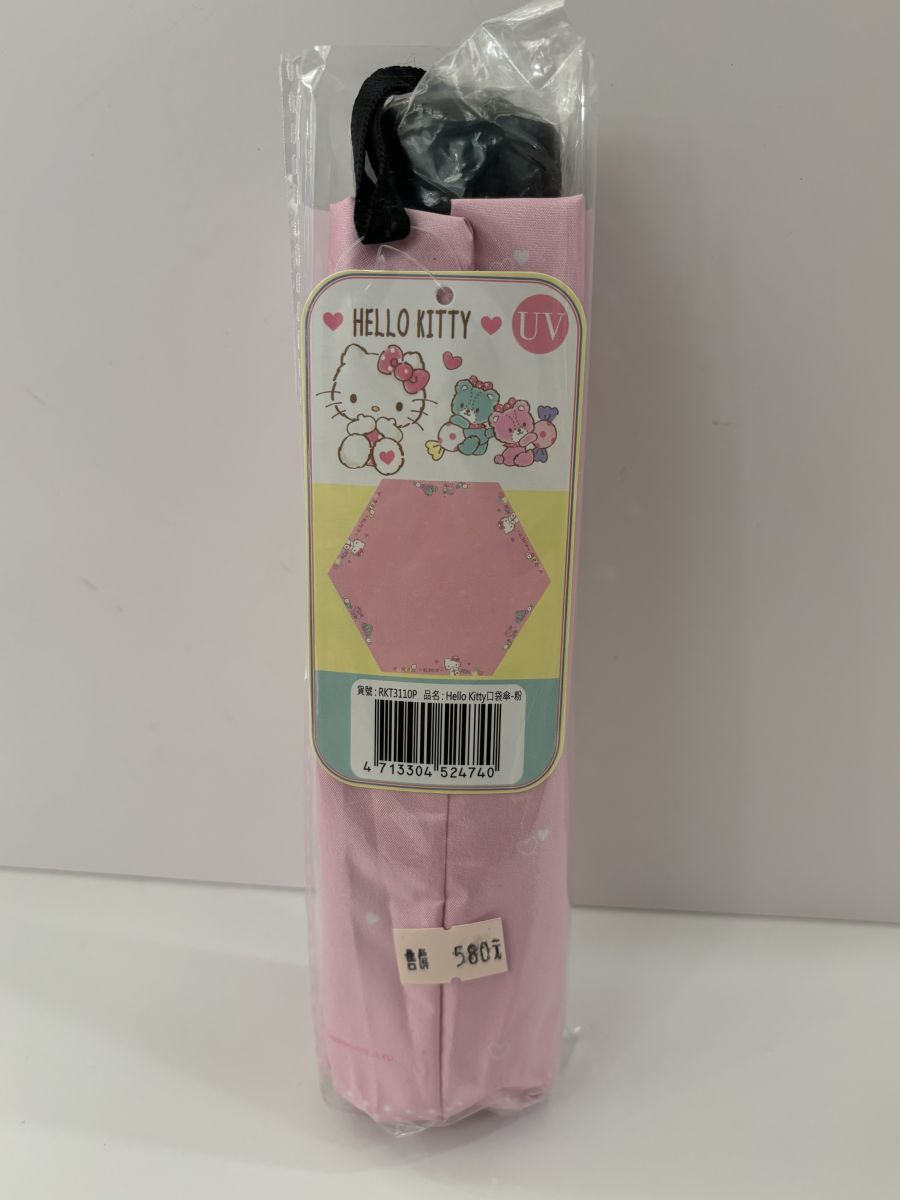 HELLO KITTY
UV
貨號：RKT3110P 品名：Hello Kitty口袋傘-粉
4 713304 524740
售價 580元